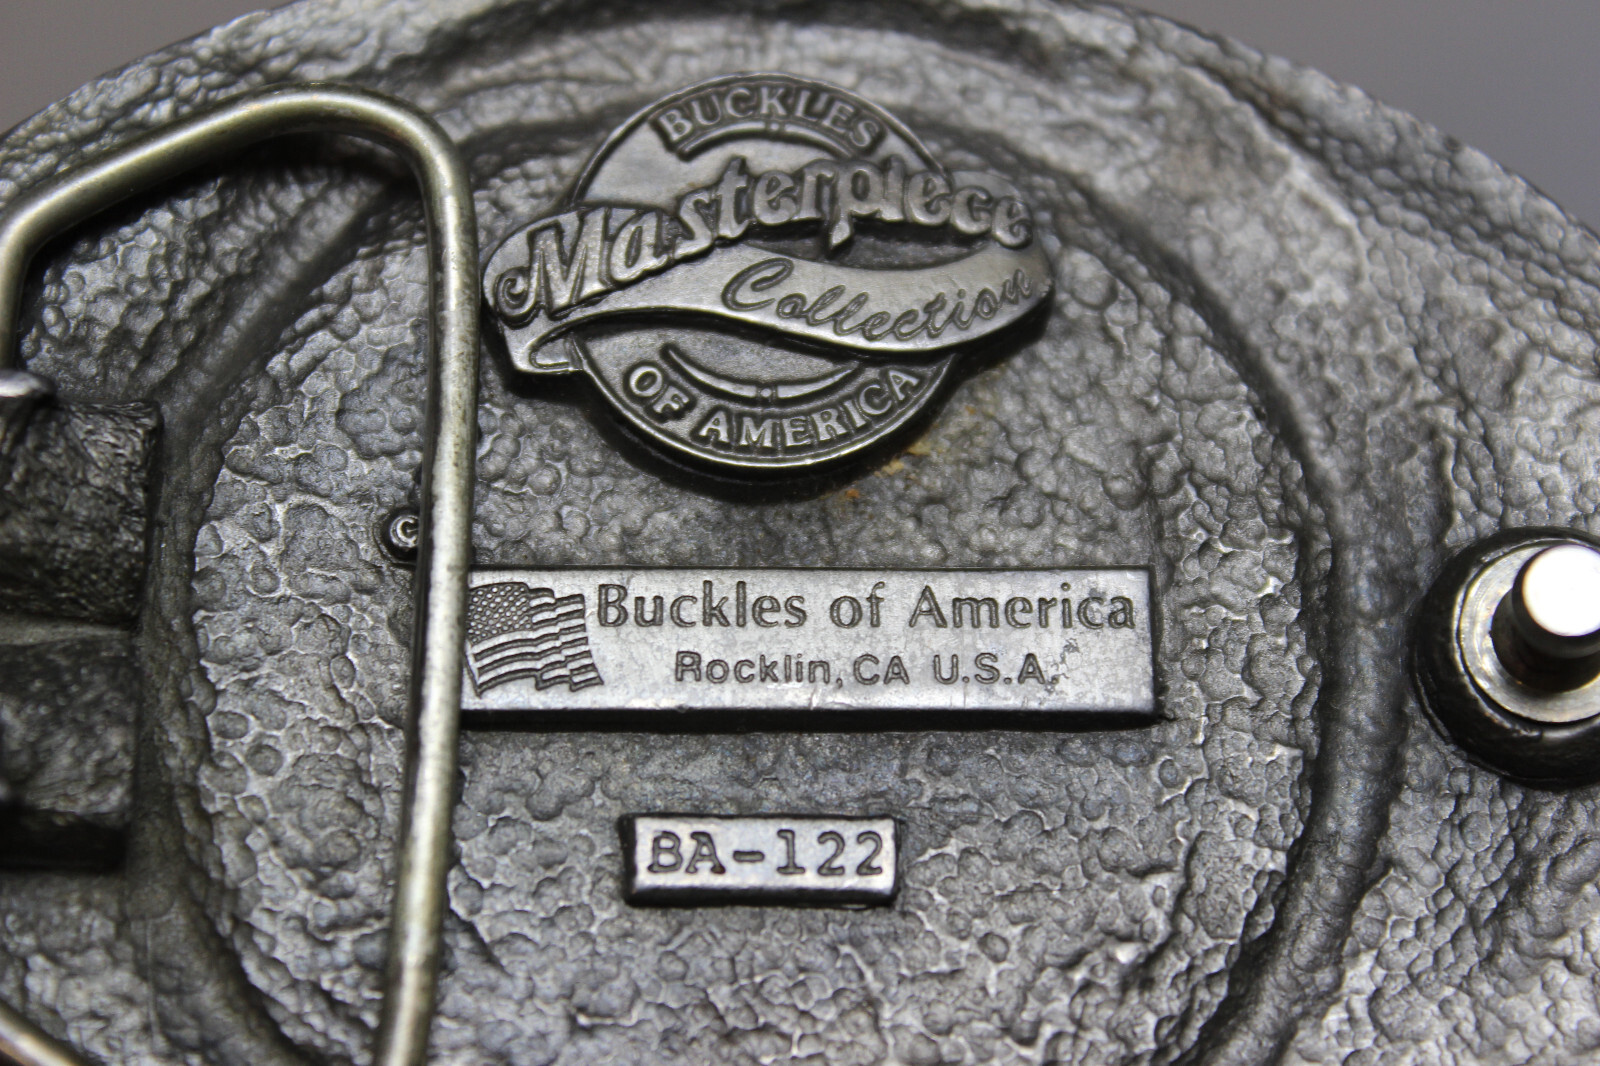 BUCKLES
Masterpiece
Collection
OF AMERICA
©
Buckles of America
Rocklin, CA U.S.A.
BA-122